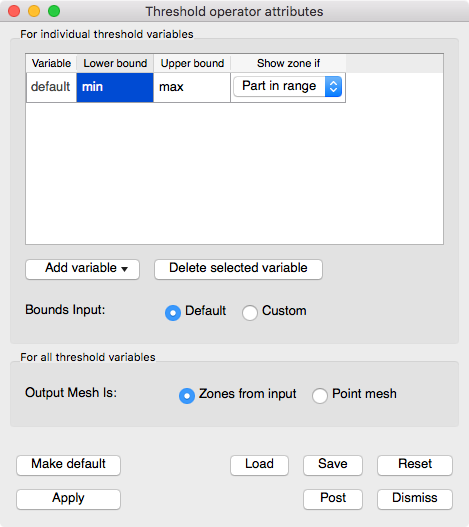 Threshold operator attributes
For individual threshold variables
Variable Lower bound Upper bound Show zone if
default min max Part in range
Add variable Delete selected variable
Bounds Input: Default Custom
For all threshold variables
Output Mesh Is: Zones from input Point mesh
Make default Load Save Reset
Apply Post Dismiss